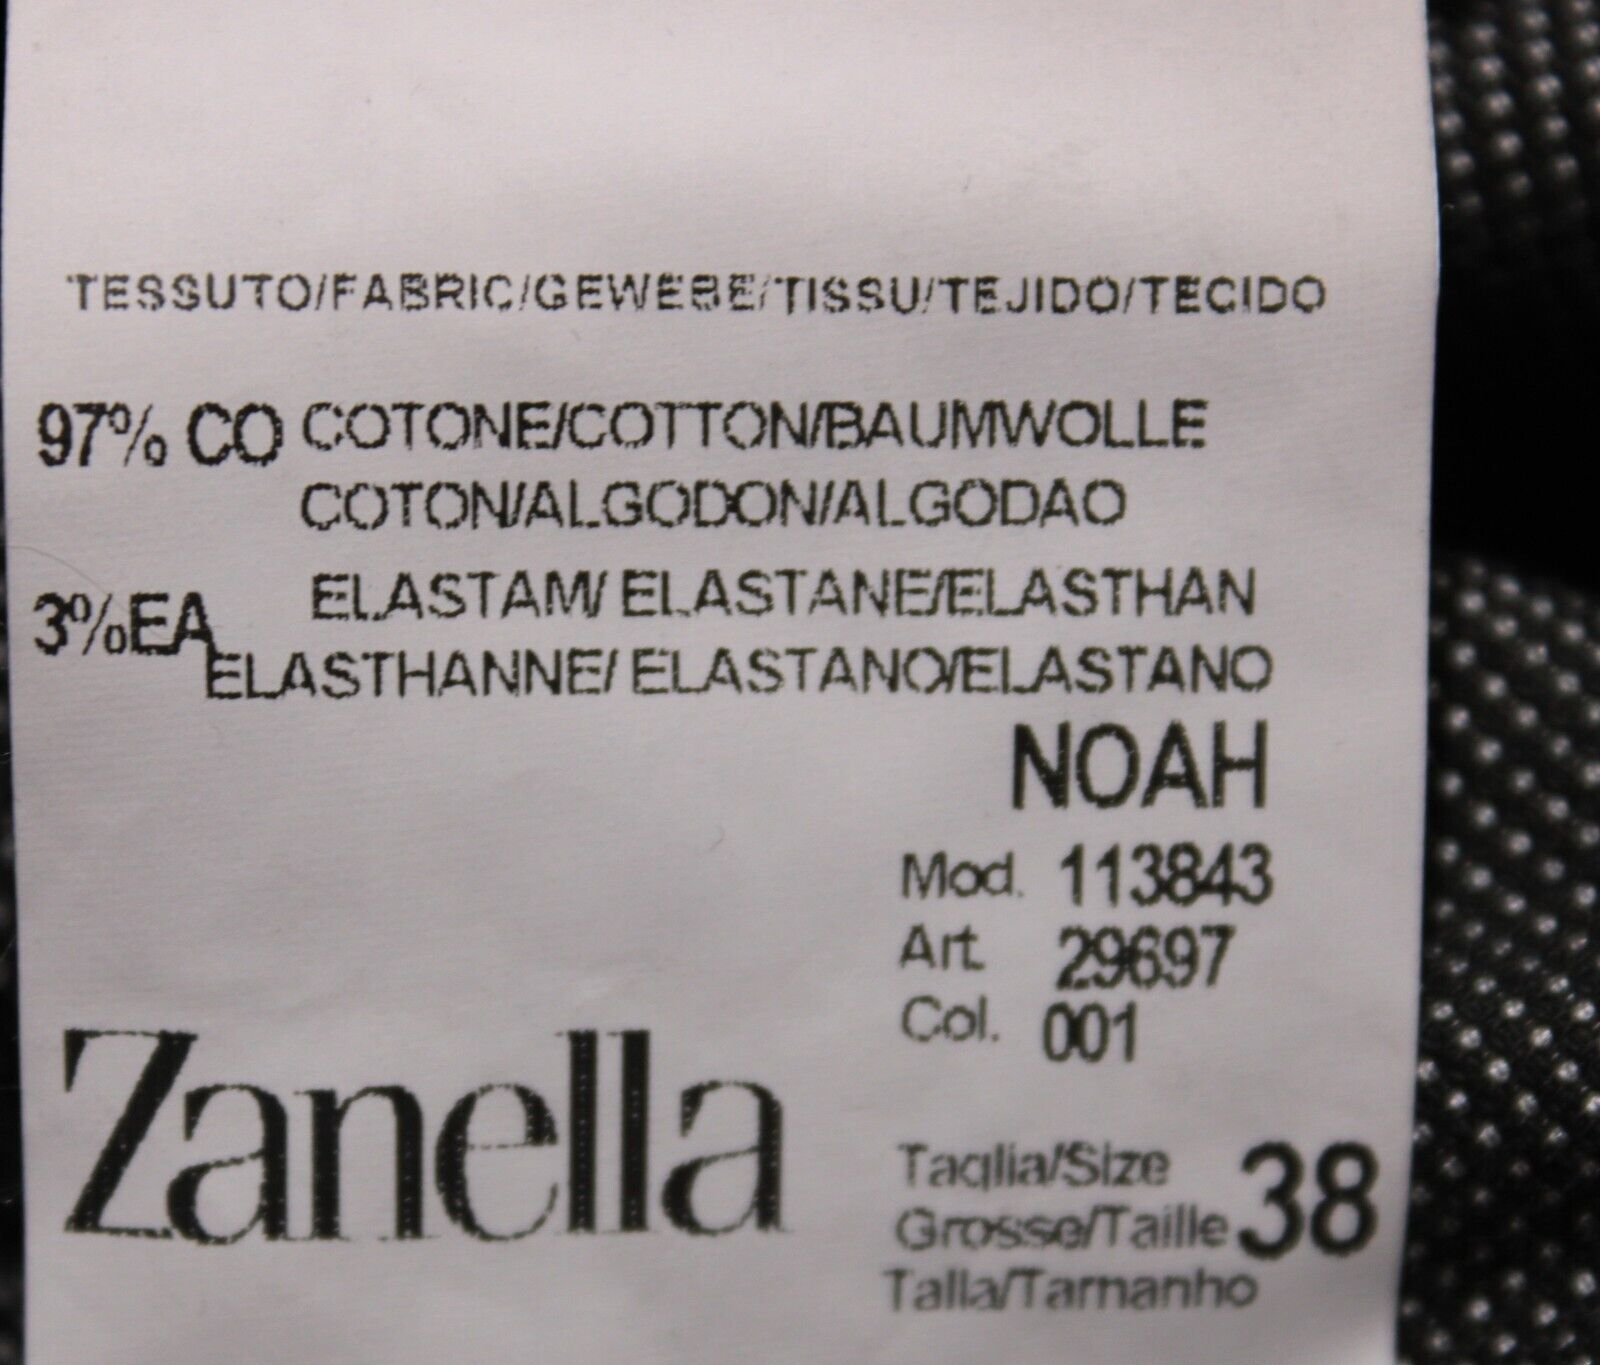 TESSUTO/FABRIC/GEWEBE/TISSU/TEJIDO/TECIDO
97% CO COTONE/COTTON/BAUMWOLLE
COTON/ALGODON/ALGODAO
3%EA ELASTAM/ ELASTANE/ELASTHAN
ELASTHANNE/ ELASTANO/ELASTANO
NOAH
Mod. 113843
Art. 29697
Col. 001
Zanella
Taglia/Size
Grosse/Taille 38
Talla/Tamanho